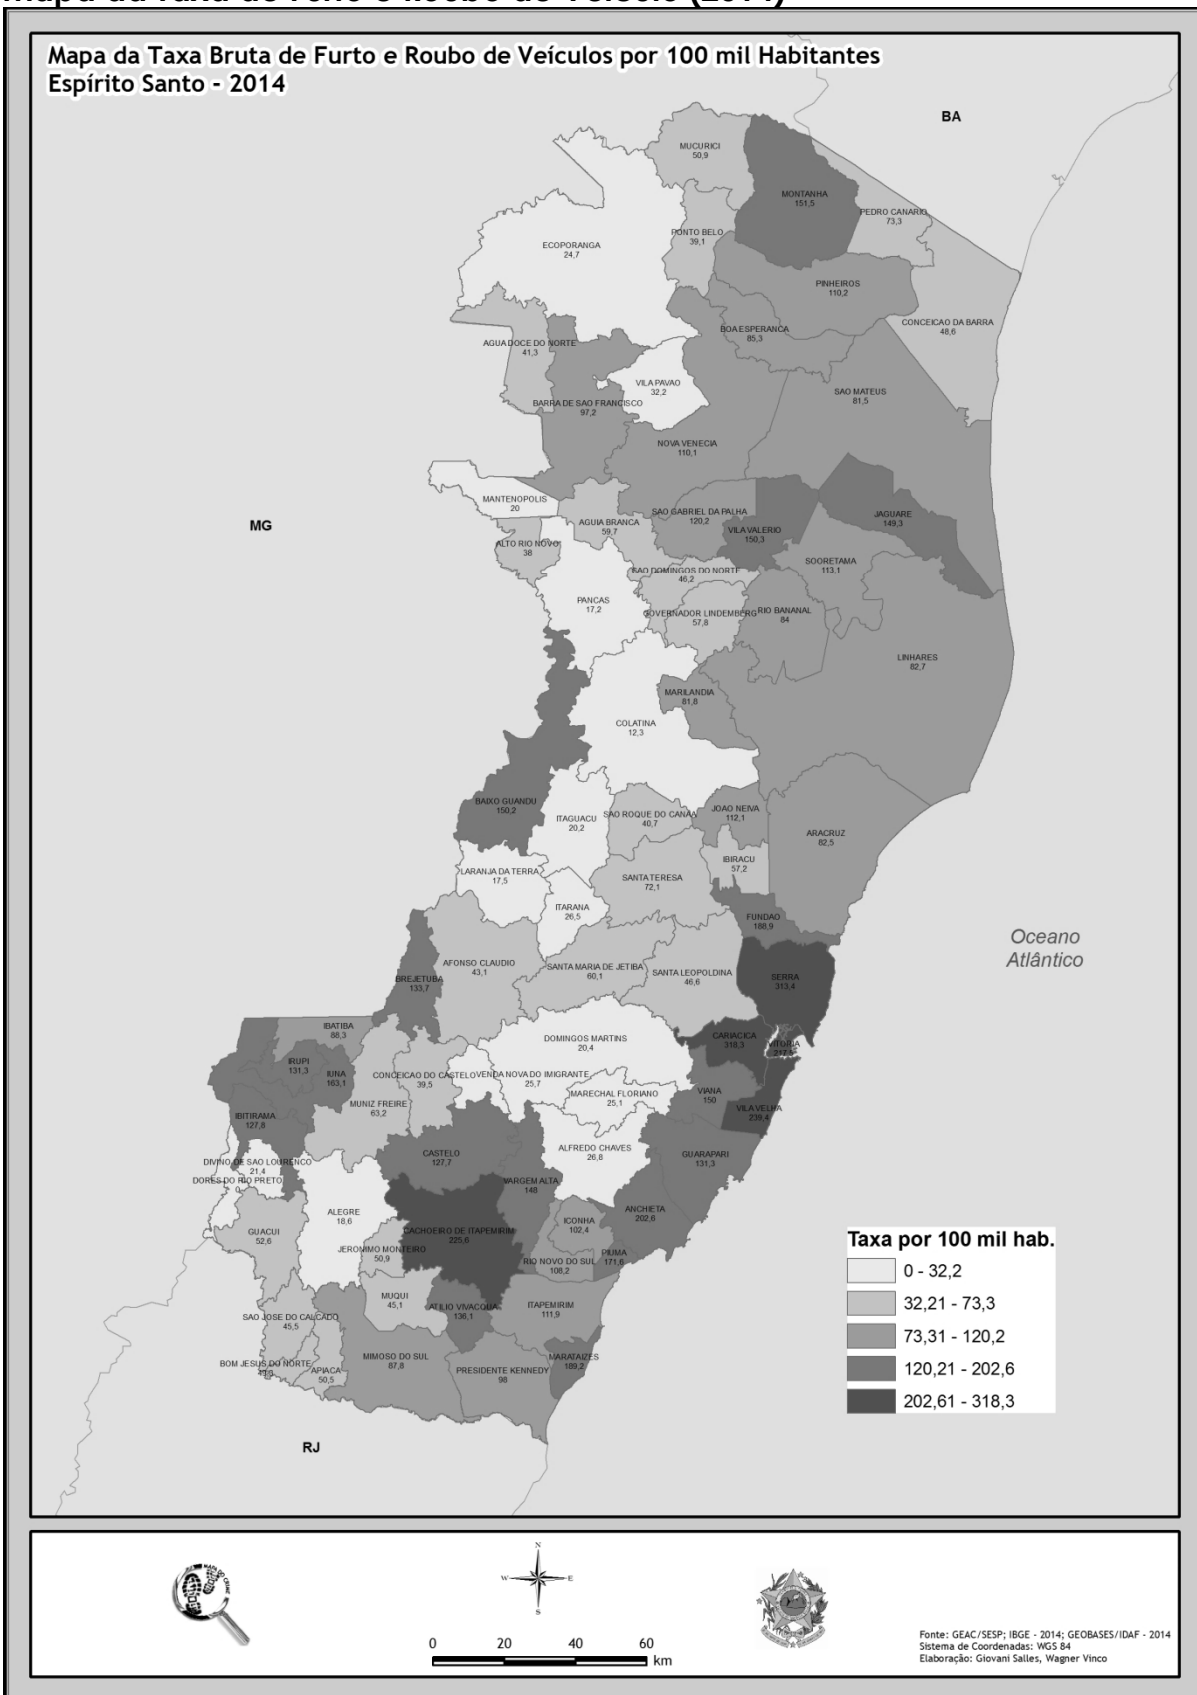 Mapa da Taxa Bruta de Furto e Roubo de Veículos por 100 mil Habitantes
Espírito Santo - 2014
BA
MUCURICI
50,9
MONTANHA
151,5
PEDRO CANARIO
73,3
PONTO BELO
39,1
ECOPORANGA
24,7
PINHEIROS
110,2
CONCEICAO DA BARRA
48,6
BOA ESPERANCA
85,3
AGUA DOCE DO NORTE
41,3
VILA PAVAO
32,2
SAO MATEUS
81,5
BARRA DE SAO FRANCISCO
97,2
NOVA VENECIA
110,1
MANTENOPOLIS
20
MG
AGUIA BRANCA
59,7
SAO GABRIEL DA PALHA
120,2
VILA VALERIO
150,3
JAGUARE
149,3
ALTO RIO NOVO
38
SAO DOMINGOS DO NORTE
46,2
SOORETAMA
113,1
PANCAS
17,2
GOVERNADOR LINDEMBERG
57,8
RIO BANANAL
84
LINHARES
82,7
MARILANDIA
81,8
COLATINA
12,3
BAIXO GUANDU
150,2
ITAGUACU
20,2
SAO ROQUE DO CANAA
40,7
JOAO NEIVA
112,1
ARACRUZ
82,5
IBIRACU
57,2
LARANJA DA TERRA
17,5
SANTA TERESA
72,1
ITARANA
26,5
FUNDAO
188,9
Oceano
Atlântico
AFONSO CLAUDIO
43,1
SANTA MARIA DE JETIBA
60,1
SANTA LEOPOLDINA
46,6
SERRA
313,4
BREJETUBA
133,7
IBATIBA
88,3
DOMINGOS MARTINS
20,4
CARIACICA
318,3
VITORIA
IRUPI
131,3
IUNA
163,1
CONCEICAO DO CASTELO
39,5
VENDA NOVA DO IMIGRANTE
25,7
MARECHAL FLORIANO
25,1
VIANA
150
VILA VELHA
239,4
MUNIZ FREIRE
63,2
IBITIRAMA
127,8
CASTELO
127,7
ALFREDO CHAVES
26,8
GUARAPARI
131,3
DIVINO DE SAO LOURENCO
21,4
DORES DO RIO PRETO
0
VARGEM ALTA
148
ANCHIETA
202,6
ALEGRE
18,6
GUACUI
52,6
CACHOEIRO DE ITAPEMIRIM
225,6
ICONHA
102,4
JERONIMO MONTEIRO
50,9
RIO NOVO DO SUL
108,2
PIUMA
171,6
MUQUI
45,1
ATILIO VIVACQUA
136,1
ITAPEMIRIM
111,9
SAO JOSE DO CALCADO
45,5
BOM JESUS DO NORTE
APIACA
50,5
MIMOSO DO SUL
87,8
PRESIDENTE KENNEDY
98
MARATAIZES
189,2
RJ
Taxa por 100 mil hab.
0 - 32,2
32,21 - 73,3
73,31 - 120,2
120,21 - 202,6
202,61 - 318,3
MAPA DO CRIME
N
W
E
S
0 20 40 60
km
Fonte: GEAC/SESP; IBGE - 2014; GEOBASES/IDAF - 2014
Sistema de Coordenadas: WGS 84
Elaboração: Giovani Salles, Wagner Vinco